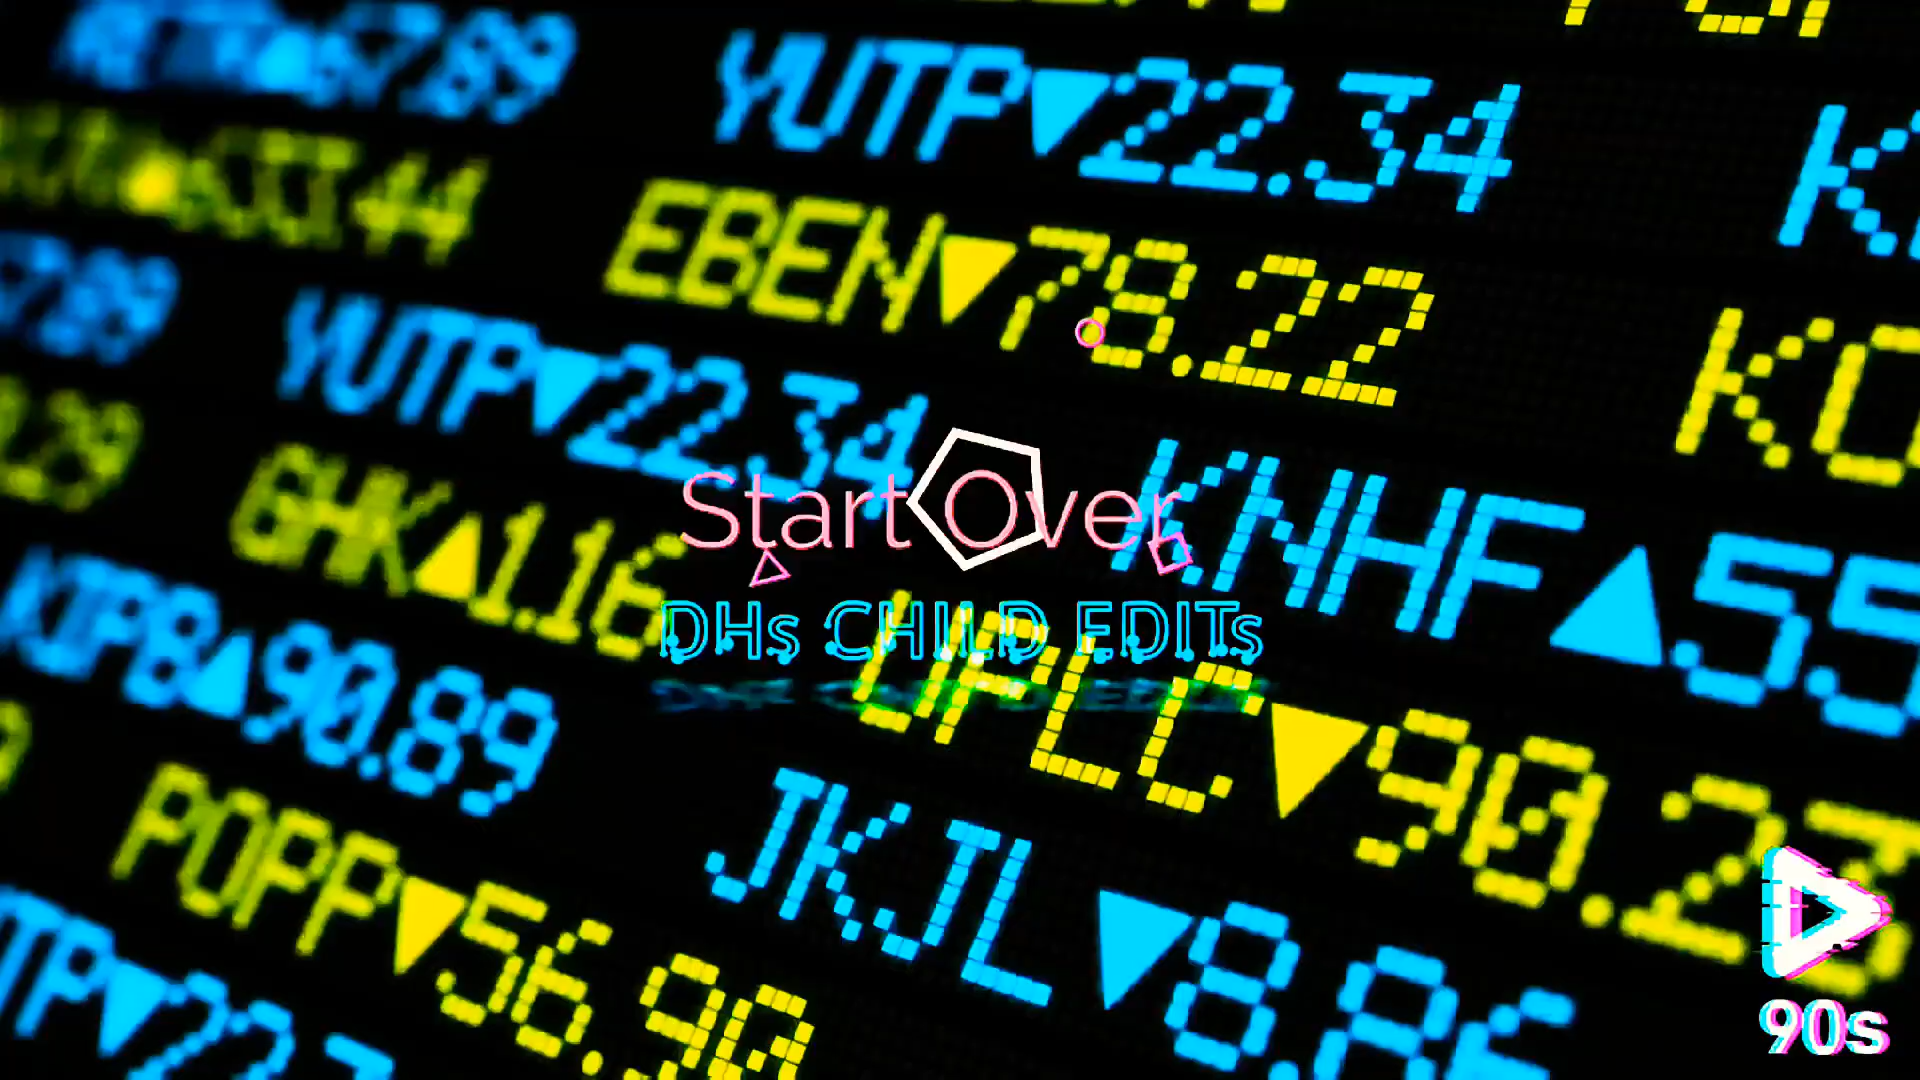 YUTP▼22.34
EBEN▼78.22
YUTP▼22.34
KNHF▲55
GHK▲1.16
Start Over
DHs CHILD EDITs
UPLC▼90.23
KTPB▲90.89
JKJL▼8.86
POPP▼56.90
90s